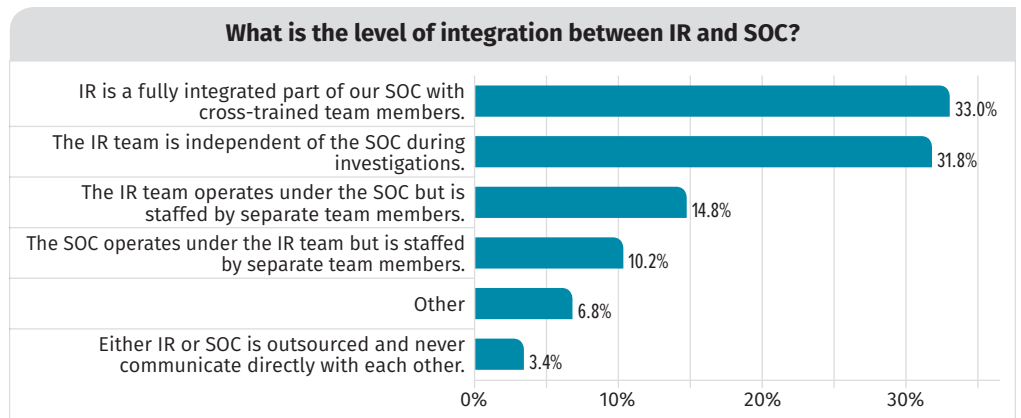 What is the level of integration between IR and SOC?
IR is a fully integrated part of our SOC with
cross-trained team members.
33.0%
The IR team is independent of the SOC during
investigations.
31.8%
The IR team operates under the SOC but is
staffed by separate team members.
14.8%
The SOC operates under the IR team but is staffed
by separate team members.
10.2%
Other
6.8%
Either IR or SOC is outsourced and never
communicate directly with each other.
3.4%
0% 10% 20% 30%